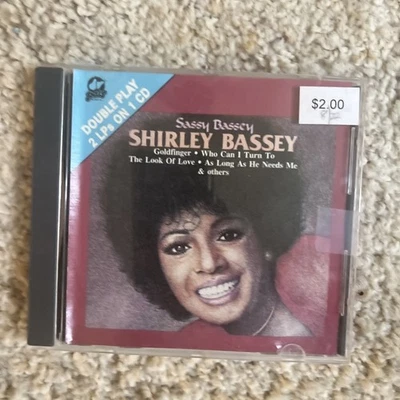 DOUBLE PLAY
2 LPs ON 1 CD
$2.00
Sassy Bassey
SHIRLEY BASSEY
Goldfinger • Who Can I Turn To
The Look Of Love • As Long As He Needs Me
& others